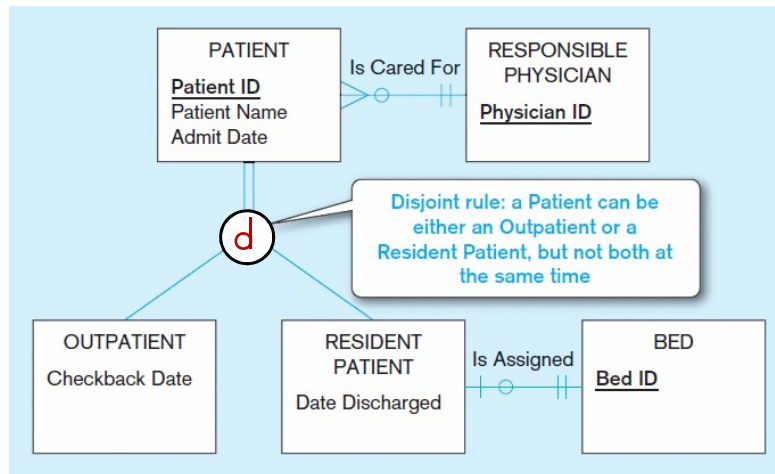 PATIENT
Patient ID
Patient Name
Admit Date
Is Cared For
RESPONSIBLE
PHYSICIAN
Physician ID
d
Disjoint rule: a Patient can be
either an Outpatient or a
Resident Patient, but not both at
the same time
OUTPATIENT
Checkback Date
RESIDENT
PATIENT
Date Discharged
Is Assigned
BED
Bed ID